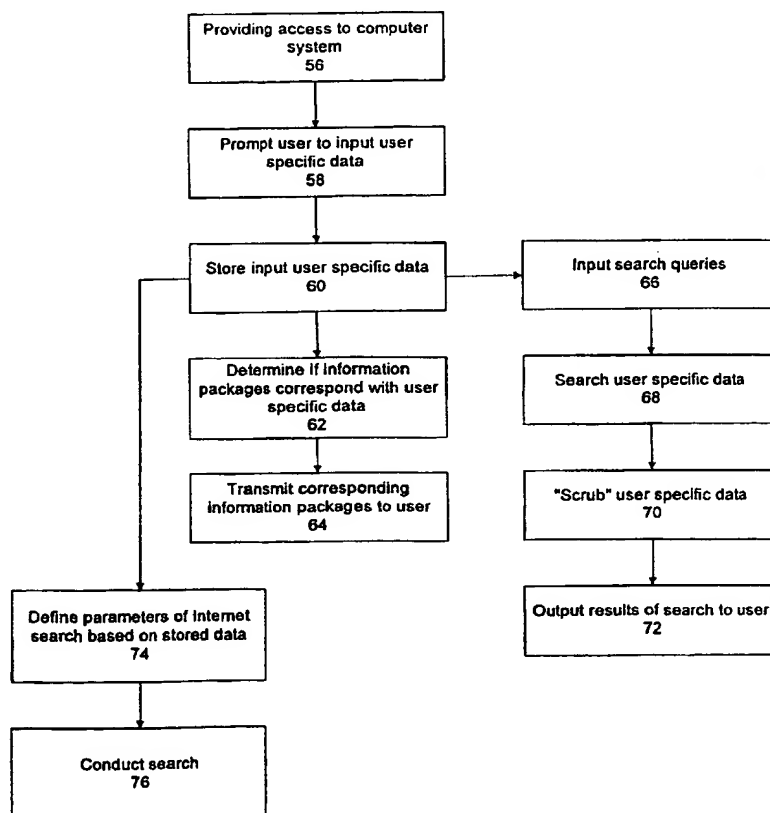 Providing access to computer
system
56
Prompt user to input user
specific data
58
Store input user specific data
60
Input search queries
66
Determine if information
packages correspond with user
specific data
62
Search user specific data
68
Transmit corresponding
information packages to user
64
"Scrub" user specific data
70
Define parameters of Internet
search based on stored data
74
Output results of search to user
72
Conduct search
76